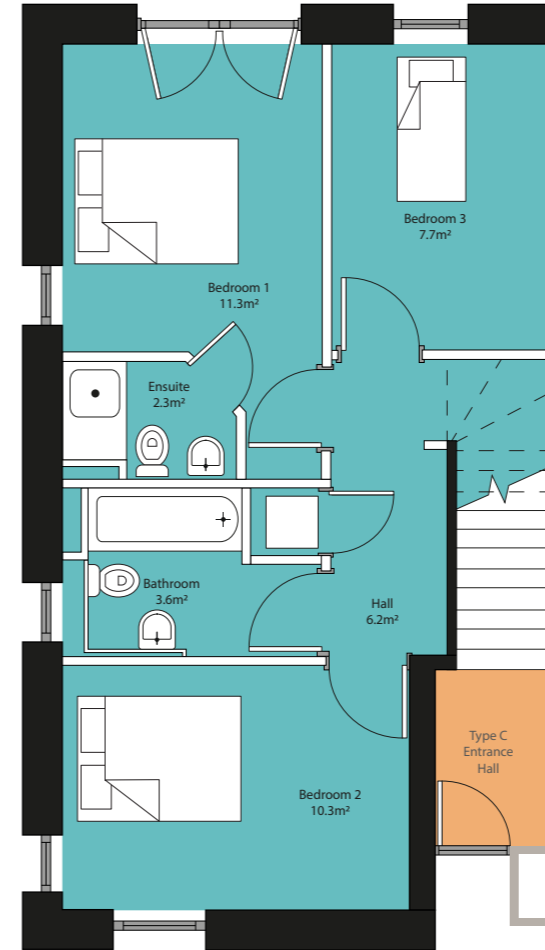 Bedroom 3
7.7m²
Bedroom 1
11.3m²
Ensuite
2.3m²
Bathroom
3.6m²
Hall
6.2m²
Type C
Entrance
Hall
Bedroom 2
10.3m²